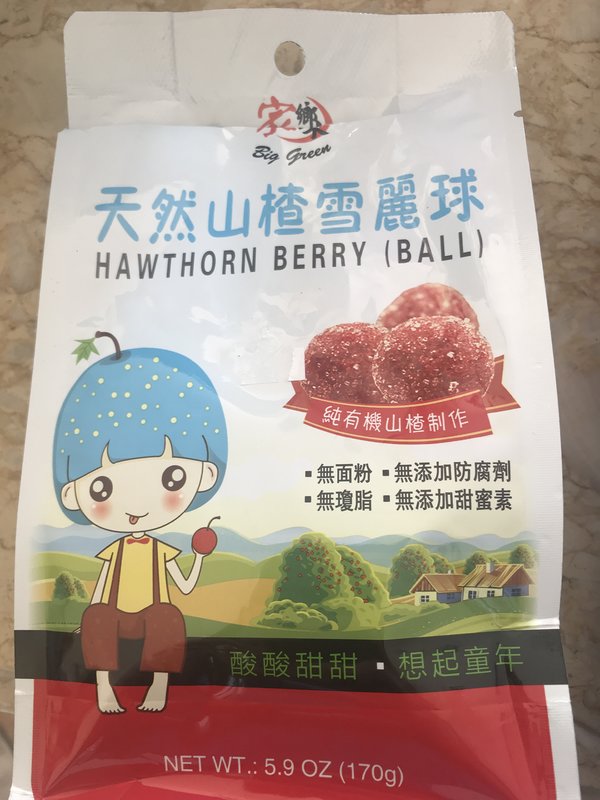 家鄉
Big Green
天然山楂雪麗球
HAWTHORN BERRY (BALL)
純有機山楂制作
▪無面粉 ▪無添加防腐劑
▪無瓊脂 ▪無添加甜蜜素
酸酸甜甜 ▪ 想起童年
NET WT.: 5.9 OZ (170g)